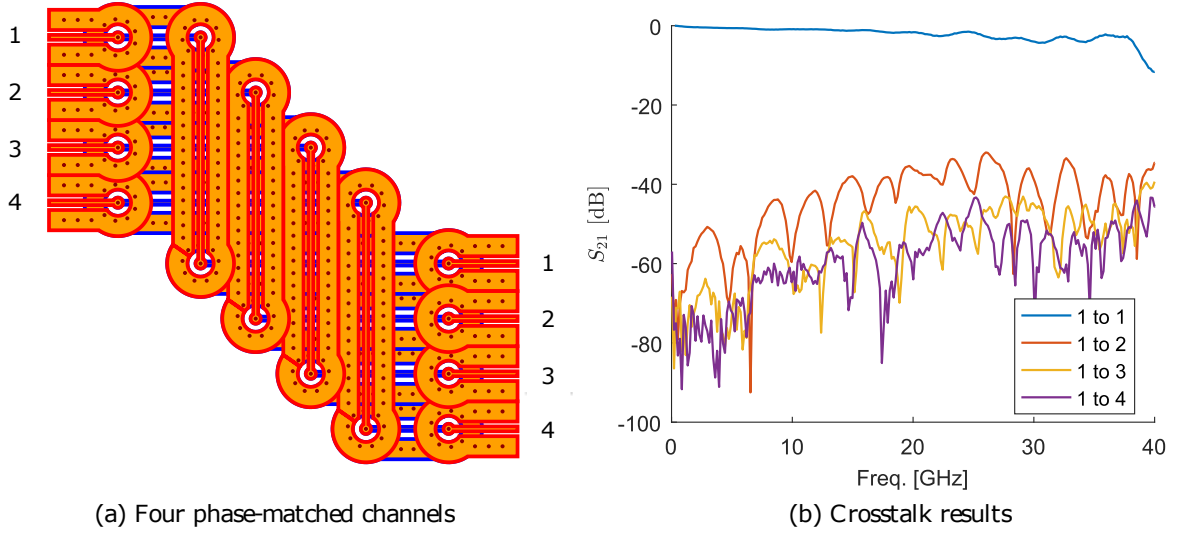 1
2
3
4
1
2
3
4
(a) Four phase-matched channels
0
-20
-40
-60
-80
-100
S21 [dB]
0
10
20
30
40
Freq. [GHz]
1 to 1
1 to 2
1 to 3
1 to 4
(b) Crosstalk results